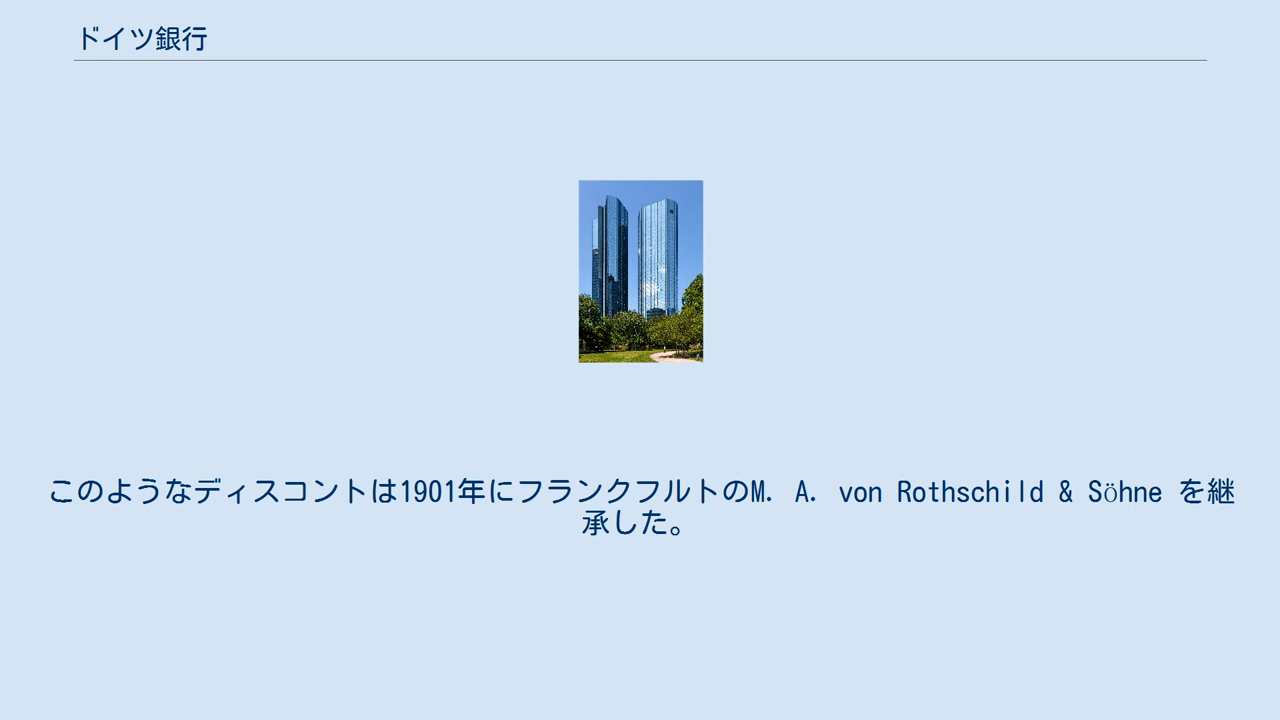 ドイツ銀行
このようなディスコントは1901年にフランクフルトのM. A. von Rothschild & Söhne を継
承した。